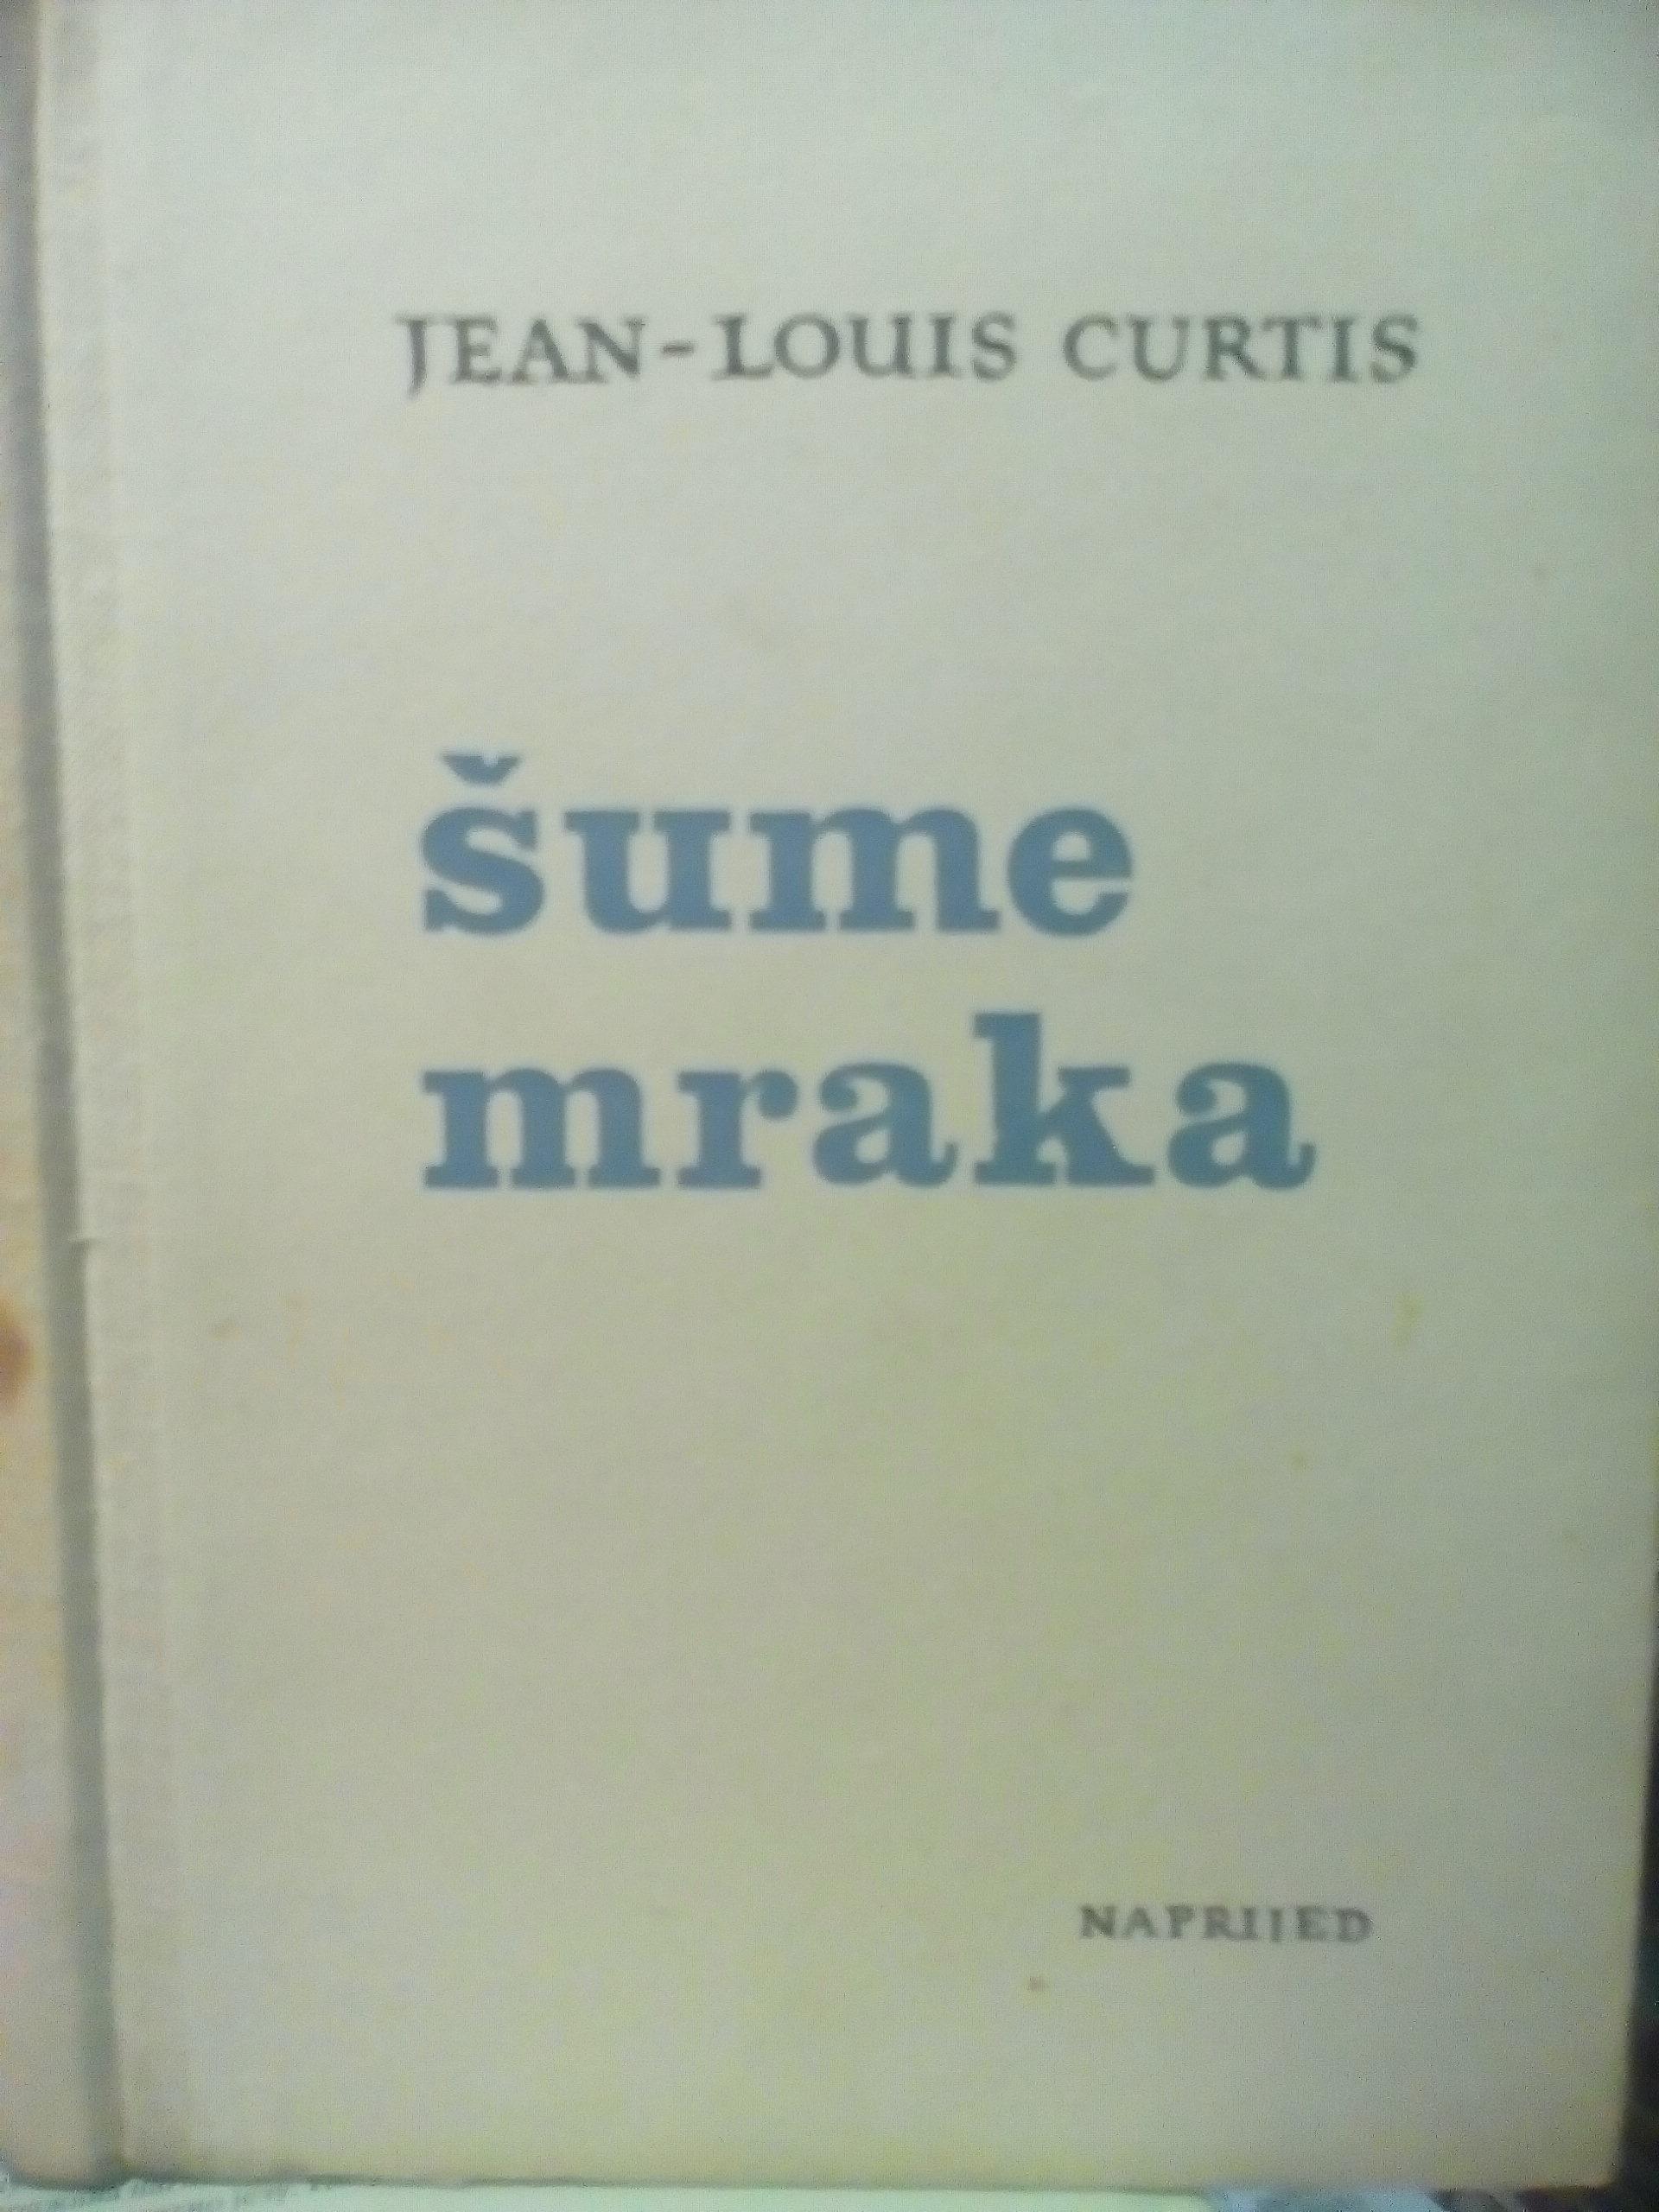 JEAN-LOUIS CURTIS
šume
mraka
NAPRIJED